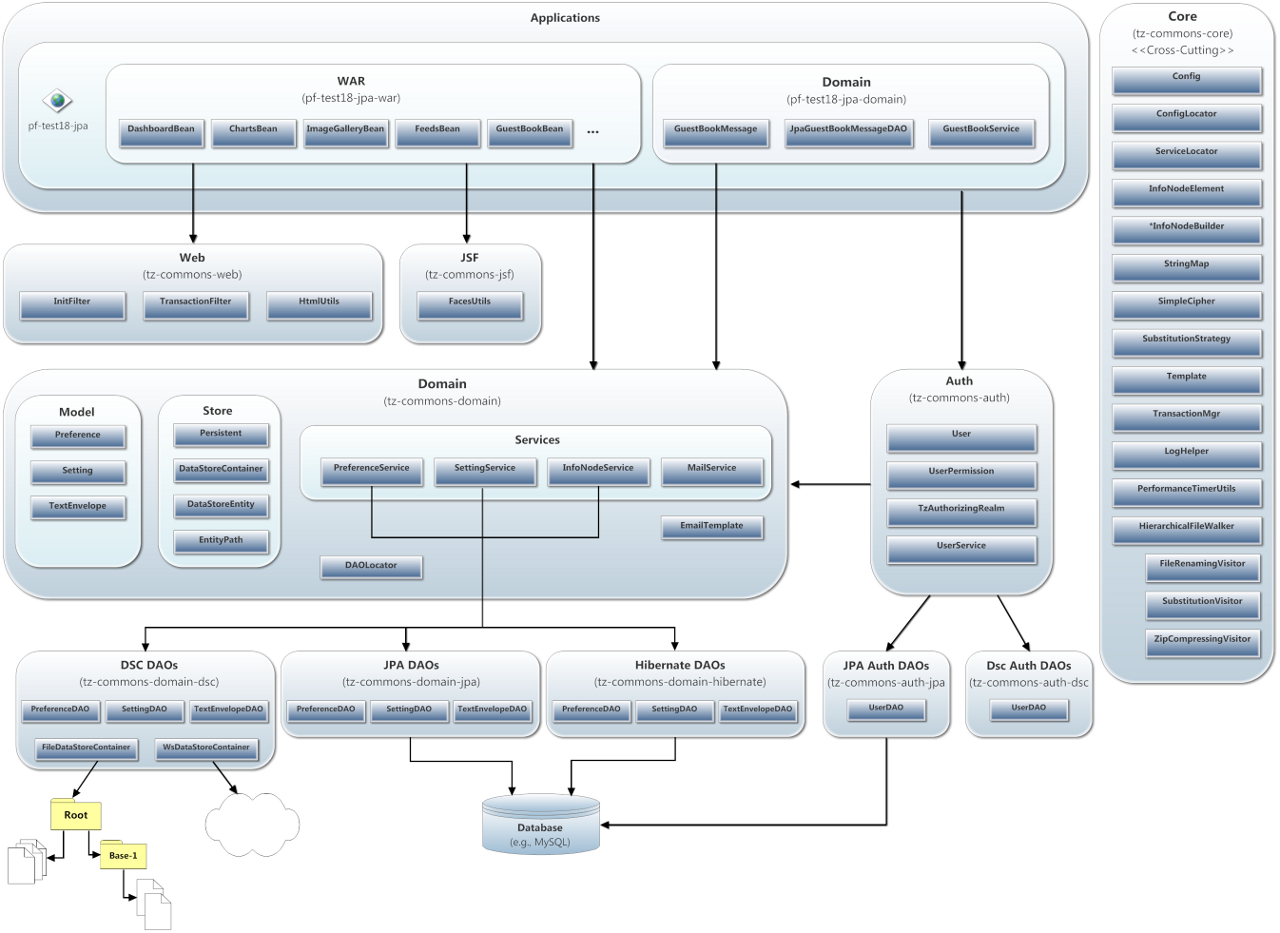 Applications
pf-test18-jpa
WAR
(pf-test18-jpa-war)
DashboardBean
ChartsBean
ImageGalleryBean
FeedsBean
GuestBookBean
...
Domain
(pf-test18-jpa-domain)
GuestBookMessage
JpaGuestBookMessageDAO
GuestBookService
Core
(tz-commons-core)
<<Cross-Cutting>>
Config
ConfigLocator
ServiceLocator
InfoNodeElement
*InfoNodeBuilder
StringMap
SimpleCipher
SubstitutionStrategy
Template
TransactionMgr
LogHelper
PerformanceTimerUtils
HierarchicalFileWalker
FileRenamingVisitor
SubstitutionVisitor
ZipCompressingVisitor
Web
(tz-commons-web)
InitFilter
TransactionFilter
HtmlUtils
JSF
(tz-commons-jsf)
FacesUtils
Domain
(tz-commons-domain)
Model
Preference
Setting
TextEnvelope
Store
Persistent
DataStoreContainer
DataStoreEntity
EntityPath
Services
PreferenceService
SettingService
InfoNodeService
MailService
EmailTemplate
DAOLocator
Auth
(tz-commons-auth)
User
UserPermission
TzAuthorizingRealm
UserService
DSC DAOs
(tz-commons-domain-dsc)
PreferenceDAO
SettingDAO
TextEnvelopeDAO
FileDataStoreContainer
WsDataStoreContainer
JPA DAOs
(tz-commons-domain-jpa)
PreferenceDAO
SettingDAO
TextEnvelopeDAO
Hibernate DAOs
(tz-commons-domain-hibernate)
PreferenceDAO
SettingDAO
TextEnvelopeDAO
JPA Auth DAOs
(tz-commons-auth-jpa
UserDAO
Dsc Auth DAOs
(tz-commons-auth-dsc
UserDAO
Root
Base-1
Database
(e.g., MySQL)